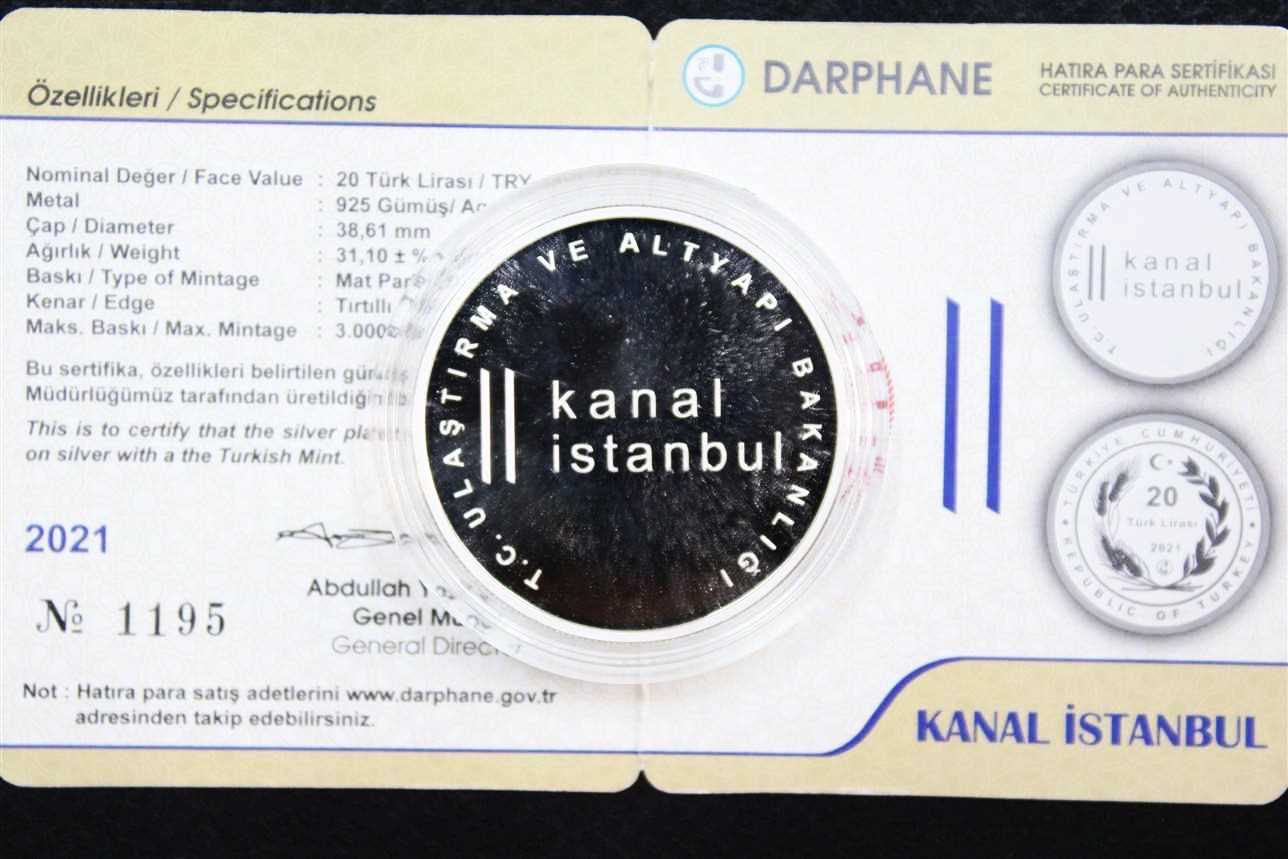 Özellikleri / Specifications
Nominal Değer / Face Value : 20 Türk Lirası / TRY
Metal : 925 Gümüş/
Çap / Diameter : 38,61 mm
Ağırlık / Weight : 31,10 ± %
Baskı / Type of Mintage : Mat
Kenar / Edge : Tırtıllı
Maks. Baskı / Max. Mintage : 3.000
Bu sertifika, özellikleri belirtilen
Müdürlüğümüz tarafından
This is to certify that the silver
on silver with a the Turkish Mint.
2021
№ 1195
Abdullah
Genel
General
Not : Hatıra para satış adetlerini www.darphane.gov.tr
adresinden takip edebilirsiniz.
T.C. ULAŞTIRMA VE ALTYAPI BAKANLIĞI
kanal
istanbul
DARPHANE
HATIRA PARA SERTİFİKASI
CERTIFICATE OF AUTHENTICITY
T.C. ULAŞTIRMA VE ALTYAPI BAKANLIĞI
kanal
istanbul
TÜRKİYE CUMHURİYETİ
20
Türk Lirası
2021
REPUBLIC OF TURKEY
KANAL İSTANBUL